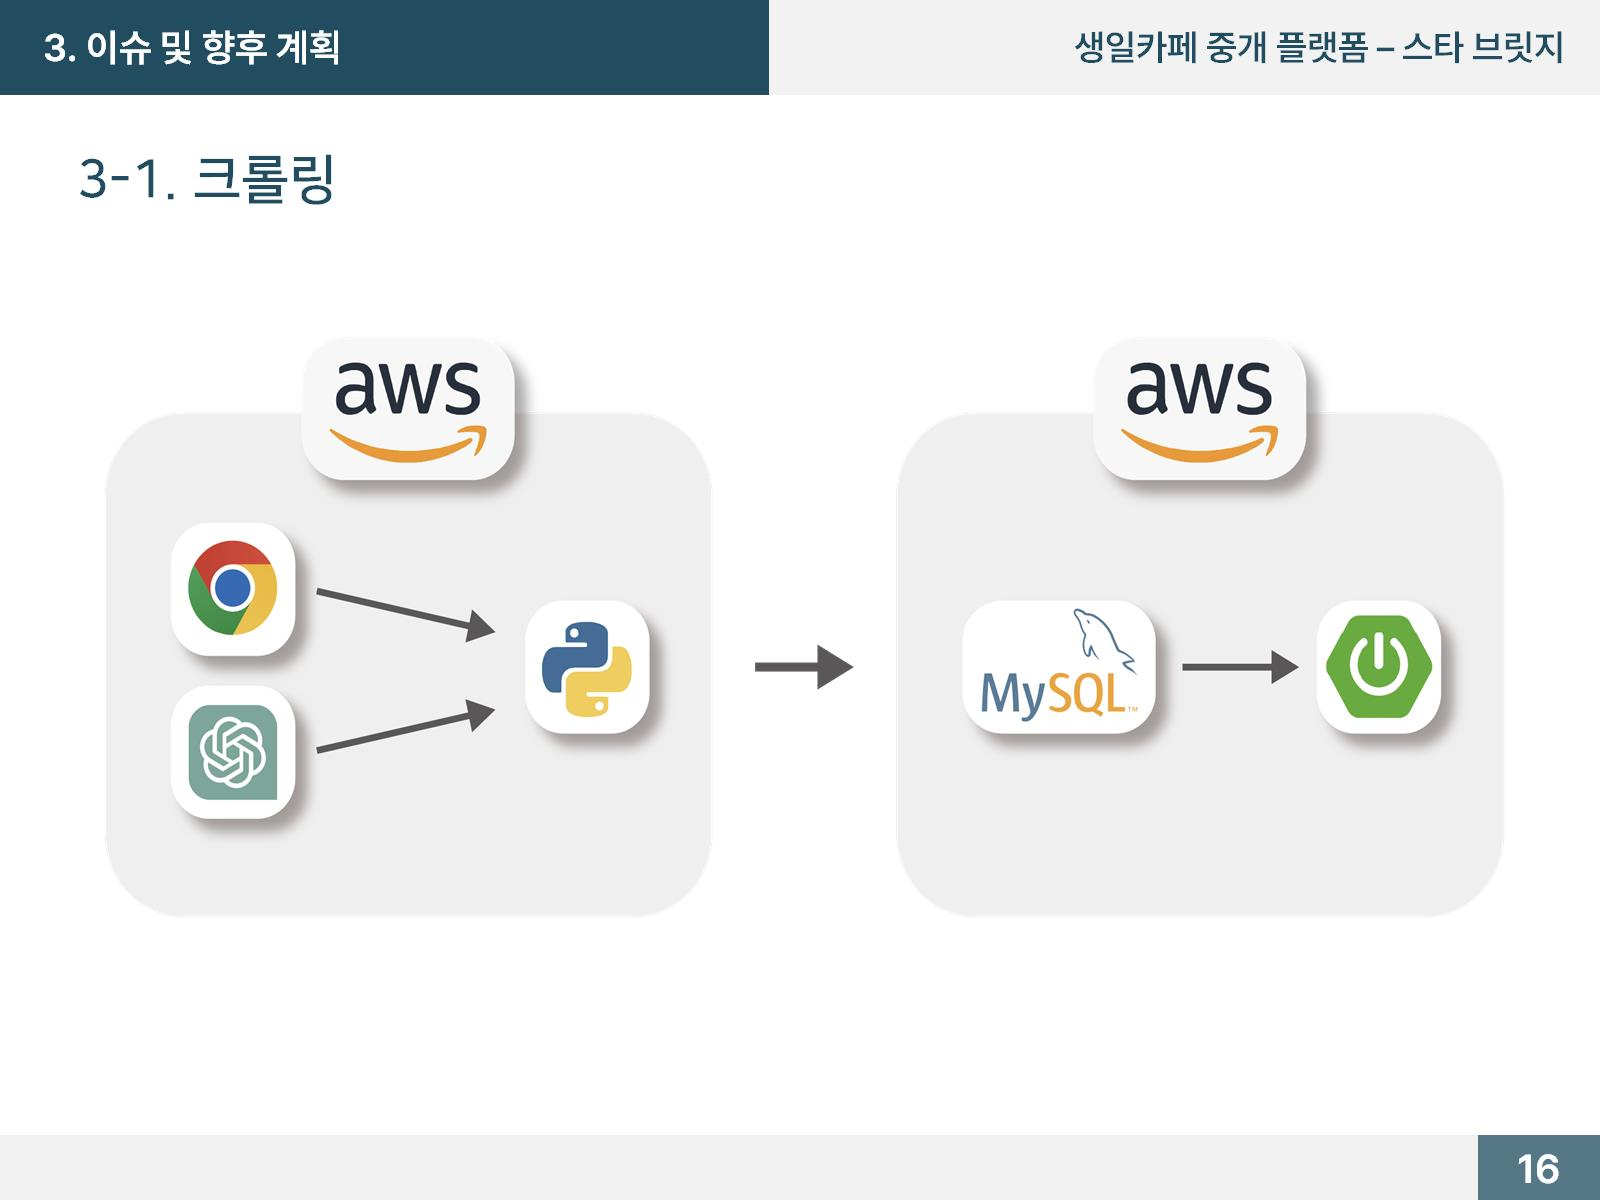 3. 이슈 및 향후 계획
생일카페 중개 플랫폼 – 스타 브릿지
3-1. 크롤링
aws
aws
MySQL™
16